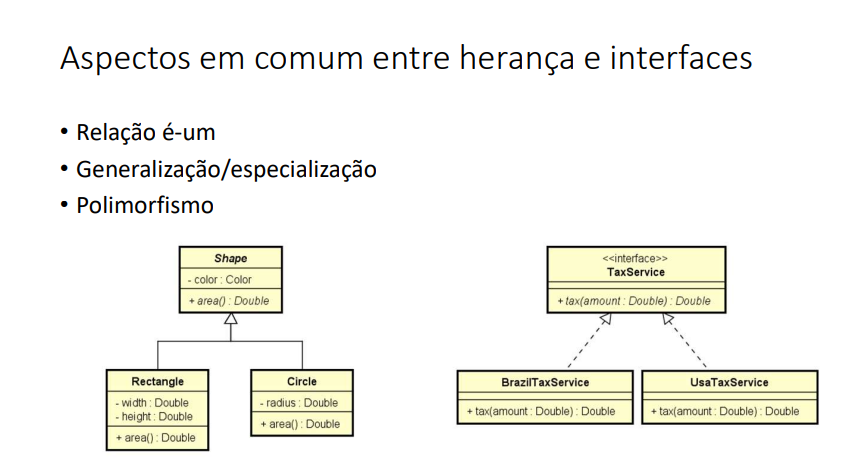 Aspectos em comum entre herança e interfaces
• Relação é-um
• Generalização/especialização
• Polimorfismo
Shape
- color : Color
+ area() : Double
Rectangle
- width : Double
- height : Double
+ area() : Double
Circle
- radius : Double
+ area() : Double
<<interface>>
TaxService
+ tax(amount : Double) : Double
BrazilTaxService
+ tax(amount : Double) : Double
UsaTaxService
+ tax(amount : Double) : Double